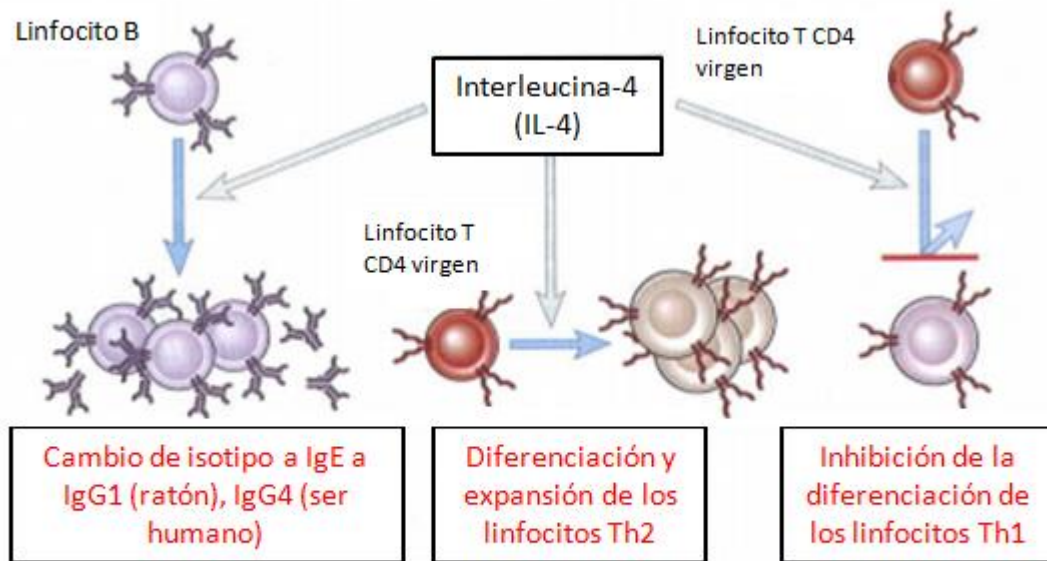 Linfocito B
Interleucina-4
(IL-4)
Linfocito T CD4
virgen
Linfocito T
CD4 virgen
Cambio de isotipo a IgE a
IgG1 (ratón), IgG4 (ser
humano)
Diferenciación y
expansión de los
linfocitos Th2
Inhibición de la
diferenciación de
los linfocitos Th1